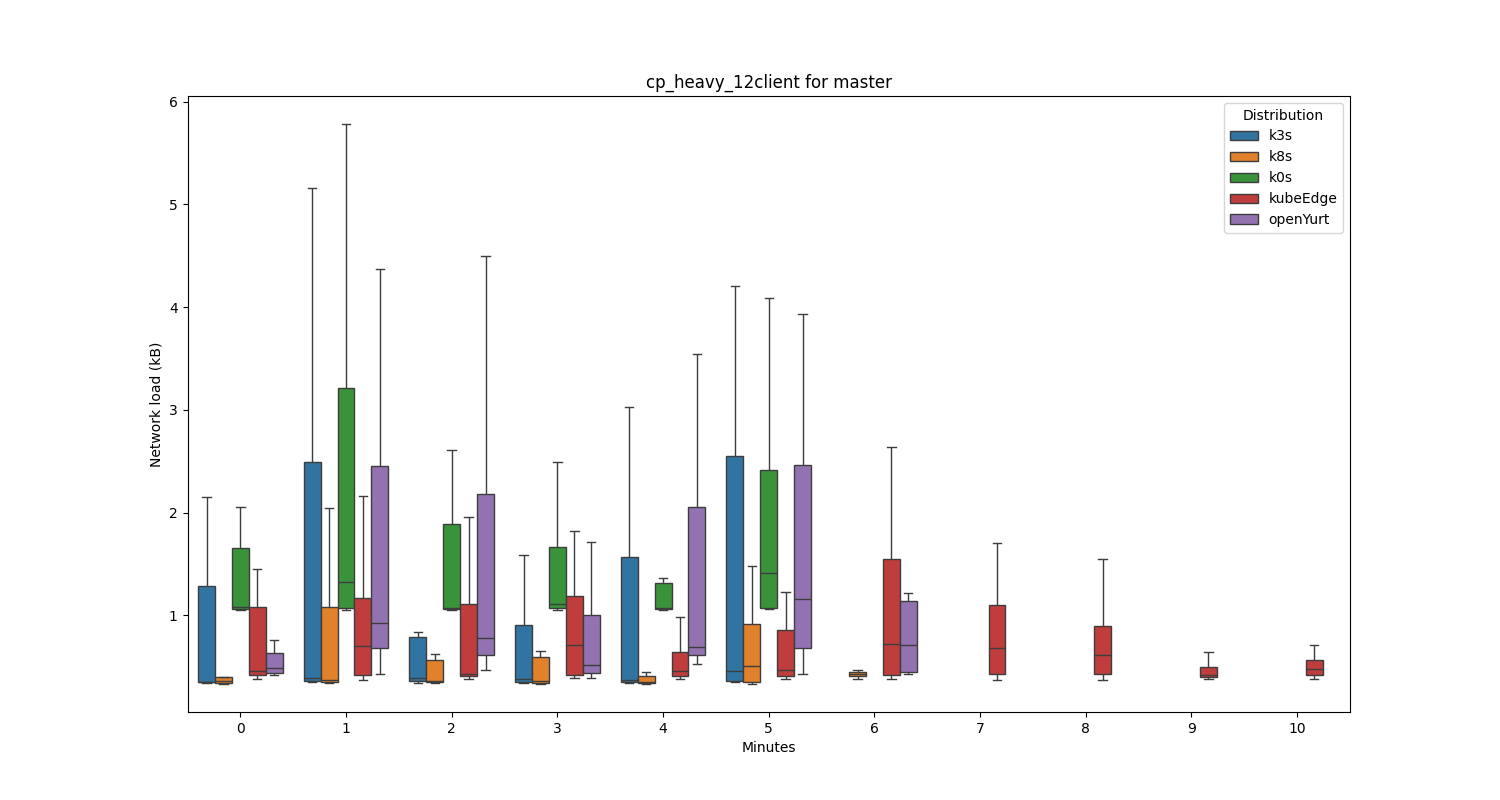 cp_heavy_12client for master
6
5
4
3
2
1
Network load (kB)
Distribution
k3s
k8s
k0s
kubeEdge
openYurt
0 1 2 3 4 5 6 7 8 9 10
Minutes